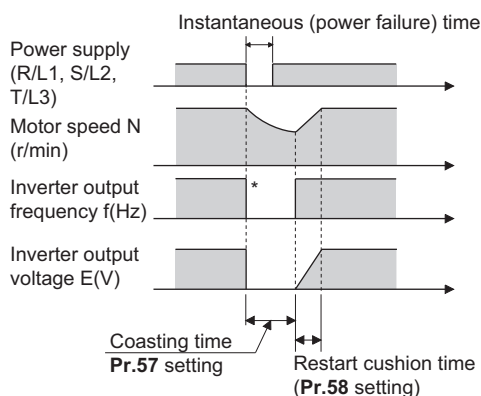 Instantaneous (power failure) time
Power supply
(R/L1, S/L2,
T/L3)
Motor speed N
(r/min)
Inverter output
frequency f(Hz)
*
Inverter output
voltage E(V)
Coasting time
Pr.57 setting
Restart cushion time
(Pr.58 setting)